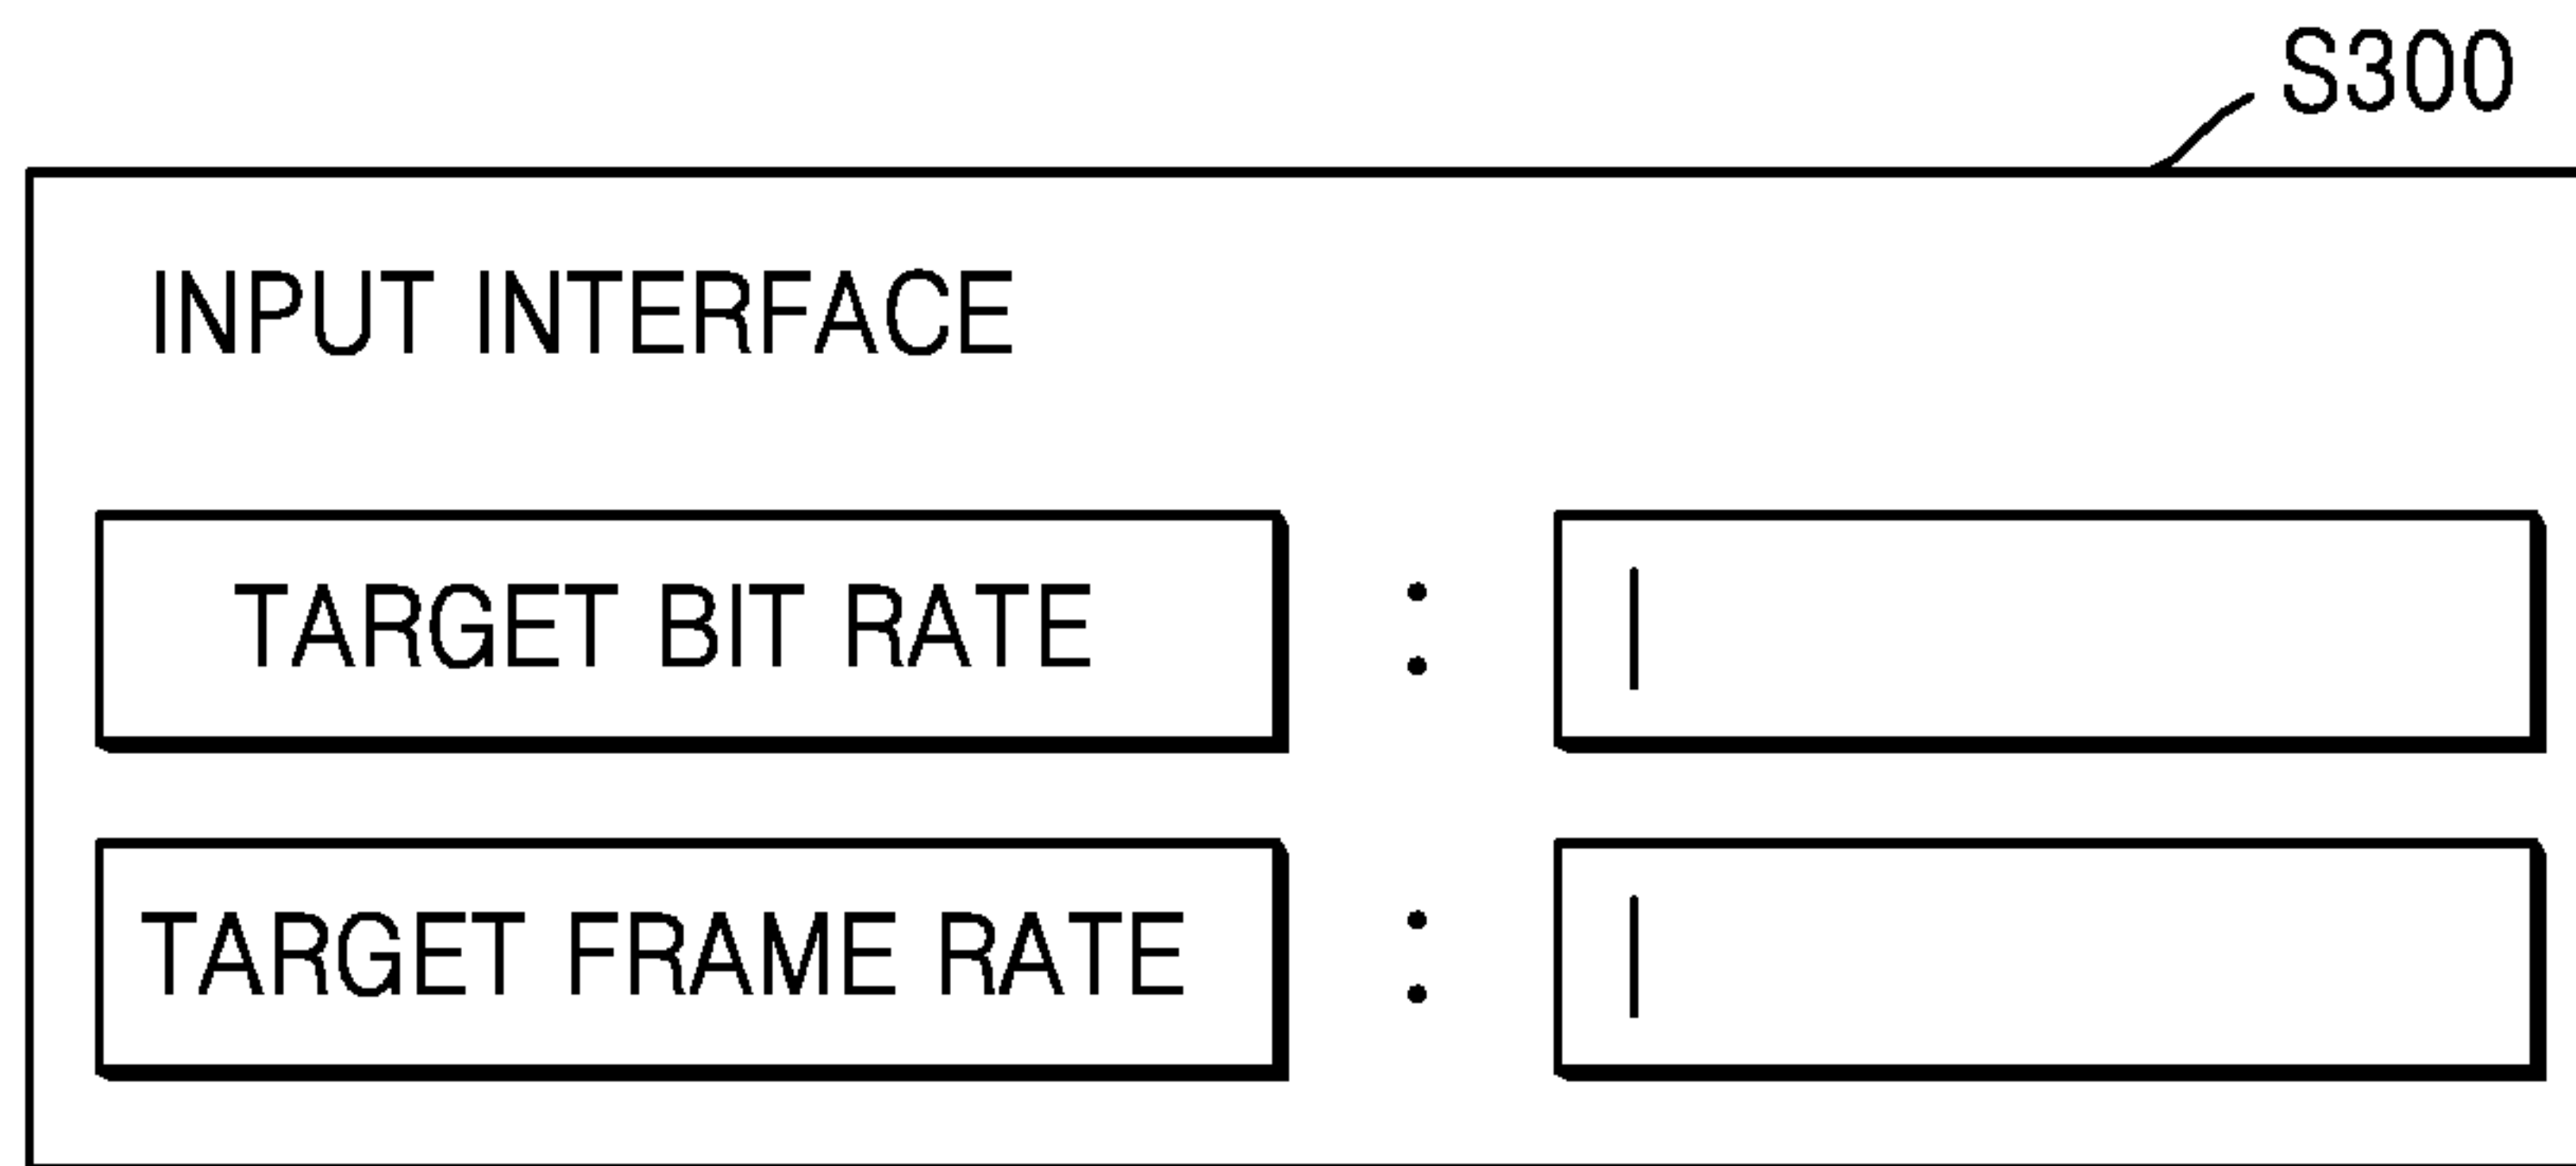 S300
INPUT INTERFACE
TARGET BIT RATE : |
TARGET FRAME RATE : |